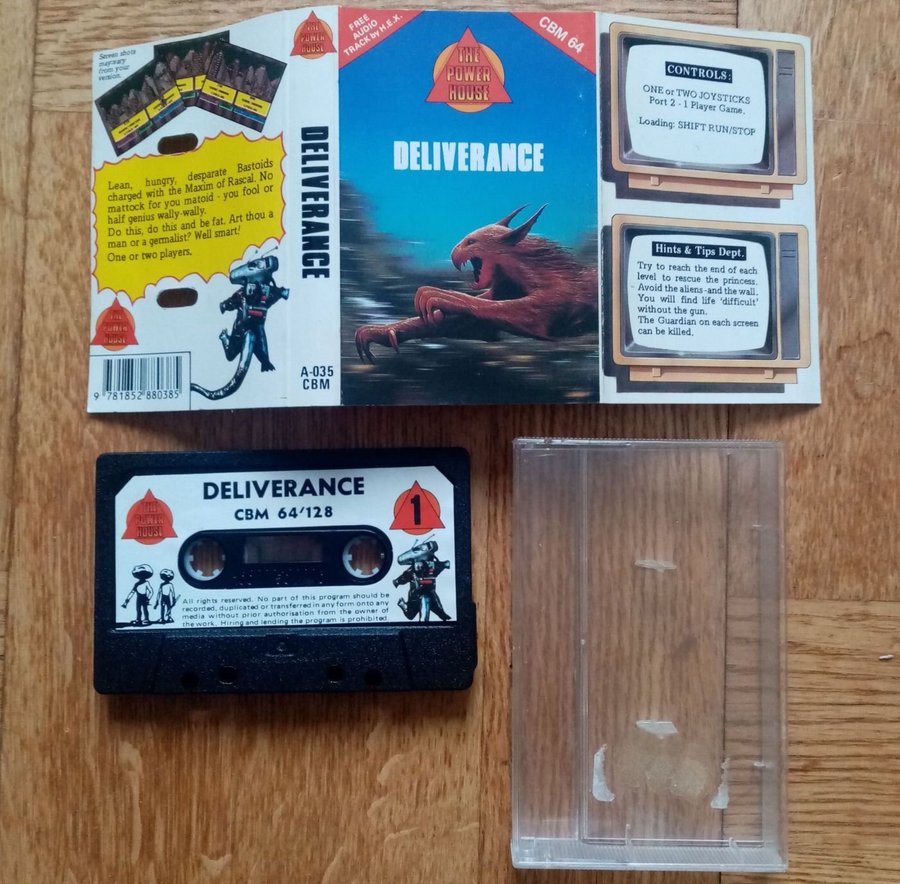 Screen shots
may vary
from your
version.
THE
POWER
HOUSE
Lean, hungry, desparate Bastoids
charged with the Maxim of Rascal. No
mattock for you matoid - you fool or
half genius wally-wally.
Do this, do this and be fat. Art thou a
man or a germalist? Well smart!
One or two players.
THE
POWER
HOUSE
9 781852 880385
DELIVERANCE
A-035
CBM
FREE
AUDIO
TRACK by H.E.X.
CBM 64
THE
POWER
HOUSE
DELIVERANCE
CONTROLS:
ONE or TWO JOYSTICKS
Port 2 - 1 Player Game.
Loading: SHIFT RUN/STOP
Hints & Tips Dept.
Try to reach the end of each
level to rescue the princess.
Avoid the aliens-and the wall.
You will find life 'difficult'
without the gun.
The Guardian on each screen
can be killed.
DELIVERANCE
CBM 64/128
THE
POWER
HOUSE
1
All rights reserved. No part of this program should be
recorded, duplicated or transferred in any form onto any
media without prior authorisation from the owner of
the work. Hiring and lending the program is prohibited.